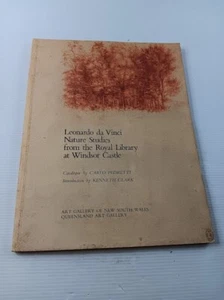 Leonardo da Vinci
Nature Studies
from the Royal Library
at Windsor Castle
Catalogue by CARLO PEDRETTI
Introduction by KENNETH CLARK
ART GALLERY OF NEW SOUTH WALES
QUEENSLAND ART GALLERY